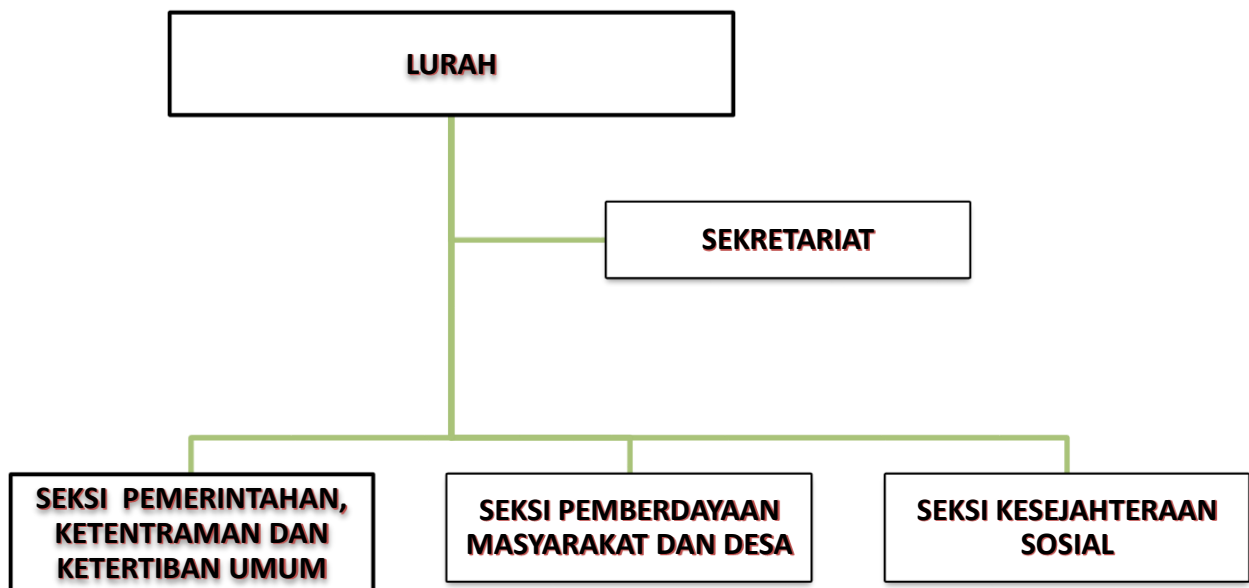 LURAH
SEKRETARIAT
SEKSI PEMERINTAHAN,
KETENTRAMAN DAN
KETERTIBAN UMUM
SEKSI PEMBERDAYAAN
MASYARAKAT DAN DESA
SEKSI KESEJAHTERAAN
SOSIAL